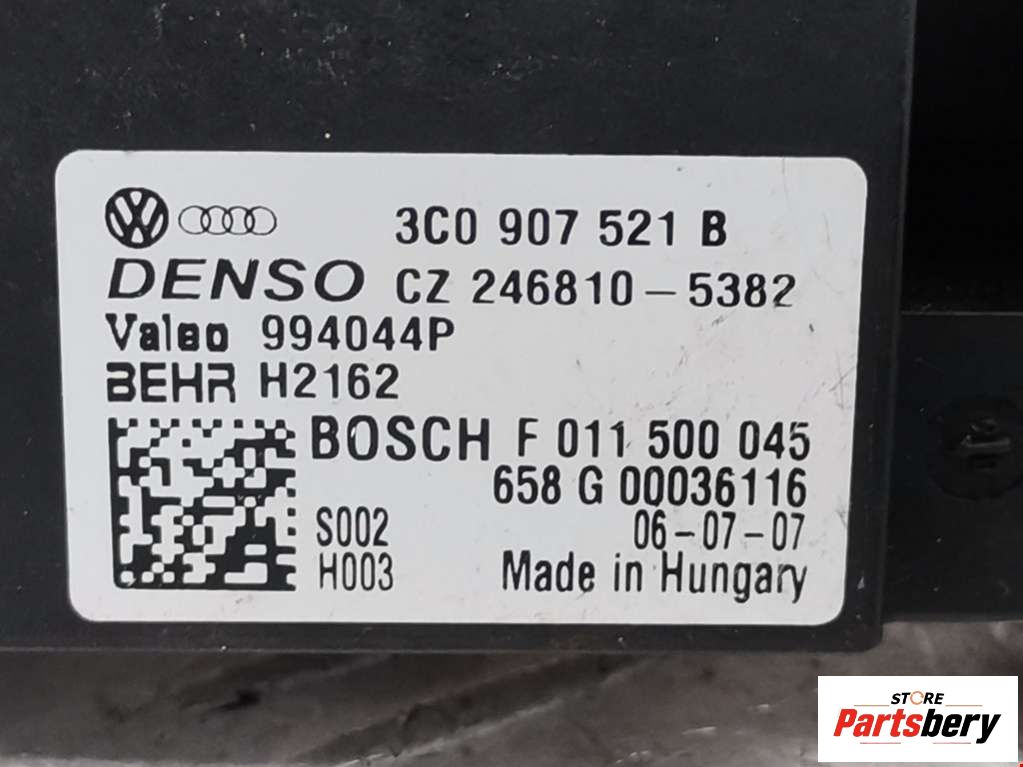 3C0 907 521 B
DENSO CZ 246810-5382
Valeo 994044P
BEHR H2162
BOSCH F 011 500 045
658 G 00036116
S002 06-07-07
H003 Made in Hungary
STORE
Partsbery